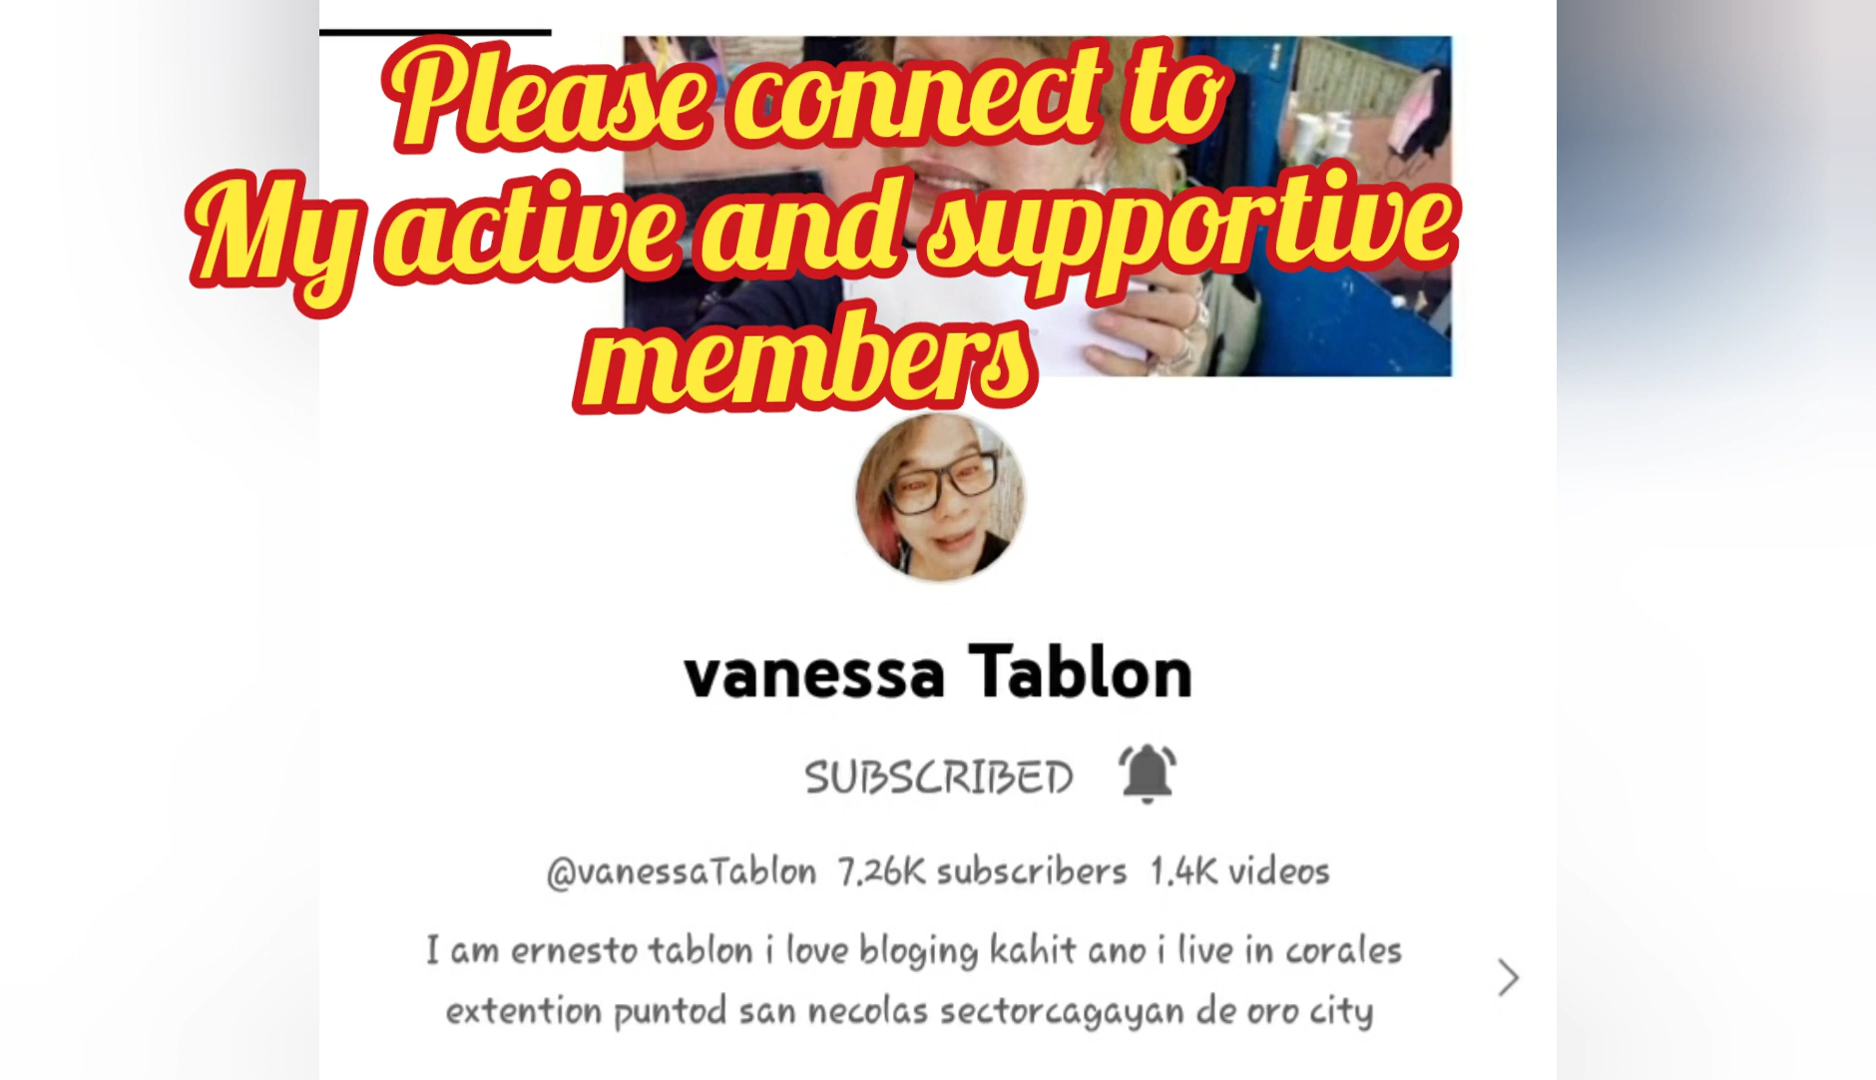 Please connect to
My active and supportive
members
vanessa Tablon
SUBSCRIBED
@vanessaTablon 7.26K subscribers 1.4K videos
I am ernesto tablon i love bloging kahit ano i live in corales
extention puntod san necolas sectorcagayan de oro city